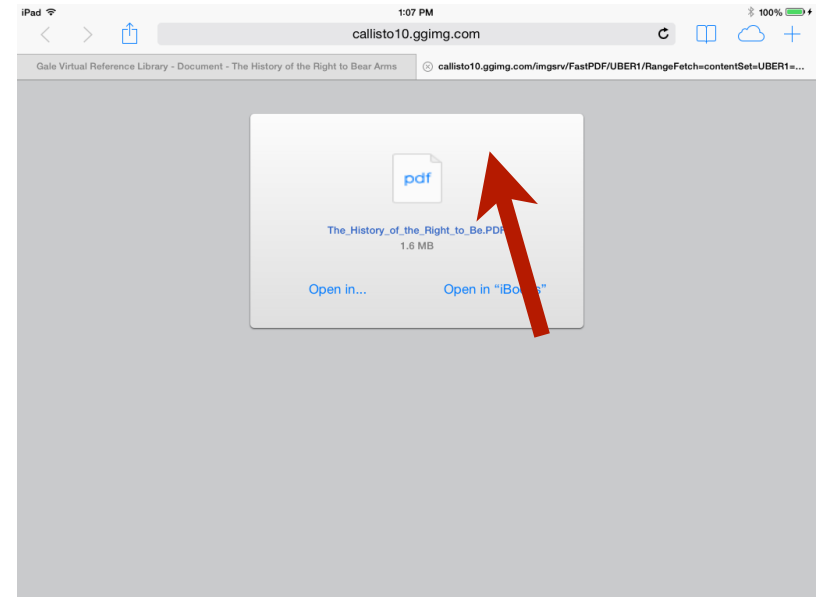 iPad 1:07 PM 100%
callisto10.ggimg.com
Gale Virtual Reference Library - Document - The History of the Right to Bear Arms
callisto10.ggimg.com/imgsrv/FastPDF/UBER1/RangeFetch=contentSet=UBER1=...
pdf
The_History_of_the_Right_to_Be.PDF
1.6 MB
Open in... Open in “iBooks”